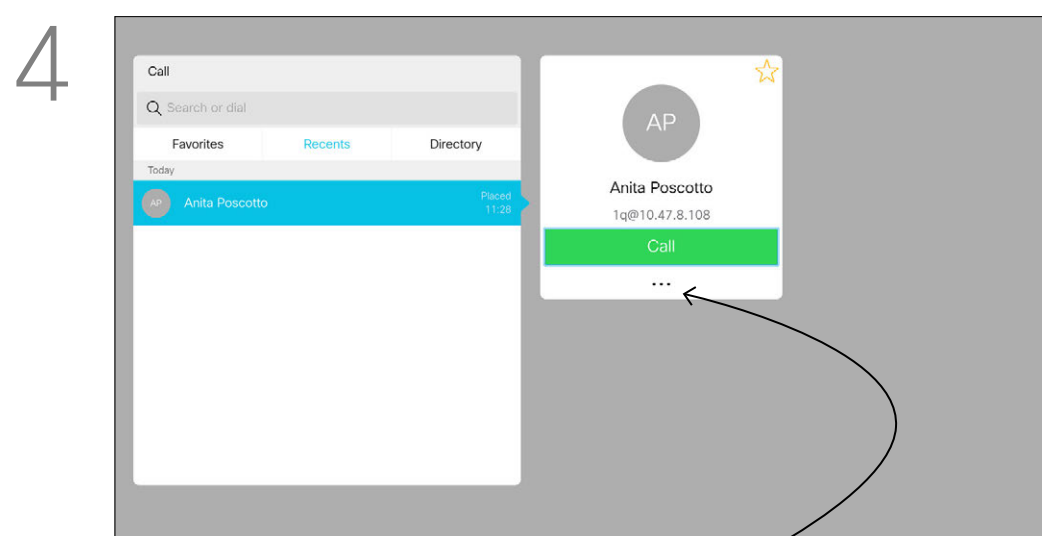 4
Call
Search or dial
Favorites Recents Directory
Today
AP Anita Poscotto Placed
11:28
AP
Anita Poscotto
1q@10.47.8.108
Call
...